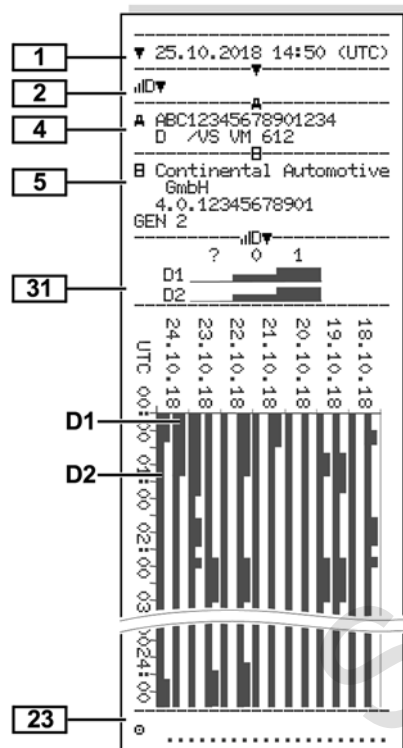 1 ▼ 25.10.2018 14:50 (UTC)
2
4 ABC12345678901234
D /VS VM 612
5 Continental Automotive
GmbH
4.0.12345678901
GEN 2
? 0 1
31 D1
D2
UTC 24.10.18 23.10.18 22.10.18 21.10.18 20.10.18 19.10.18 18.10.18
D1
D2
00:00 01:00 02:00 03 24:00
23